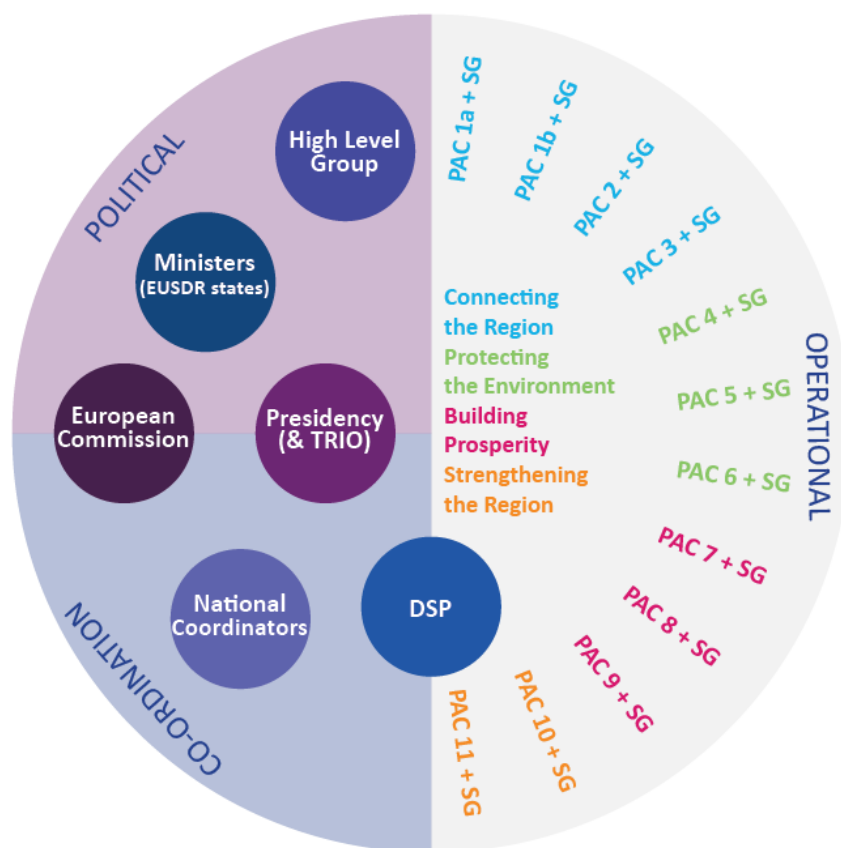 POLITICAL
High Level
Group
Ministers
(EUSDR states)
European
Commission
Presidency
(& TRIO)
CO-ORDINATION
National
Coordinators
DSP
Connecting
the Region
Protecting
the Environment
Building
Prosperity
Strengthening
the Region
PAC 1a + SG
PAC 1b + SG
PAC 2 + SG
PAC 3 + SG
PAC 4 + SG
PAC 5 + SG
PAC 6 + SG
PAC 7 + SG
PAC 8 + SG
PAC 9 + SG
PAC 10 + SG
PAC 11 + SG
OPERATIONAL